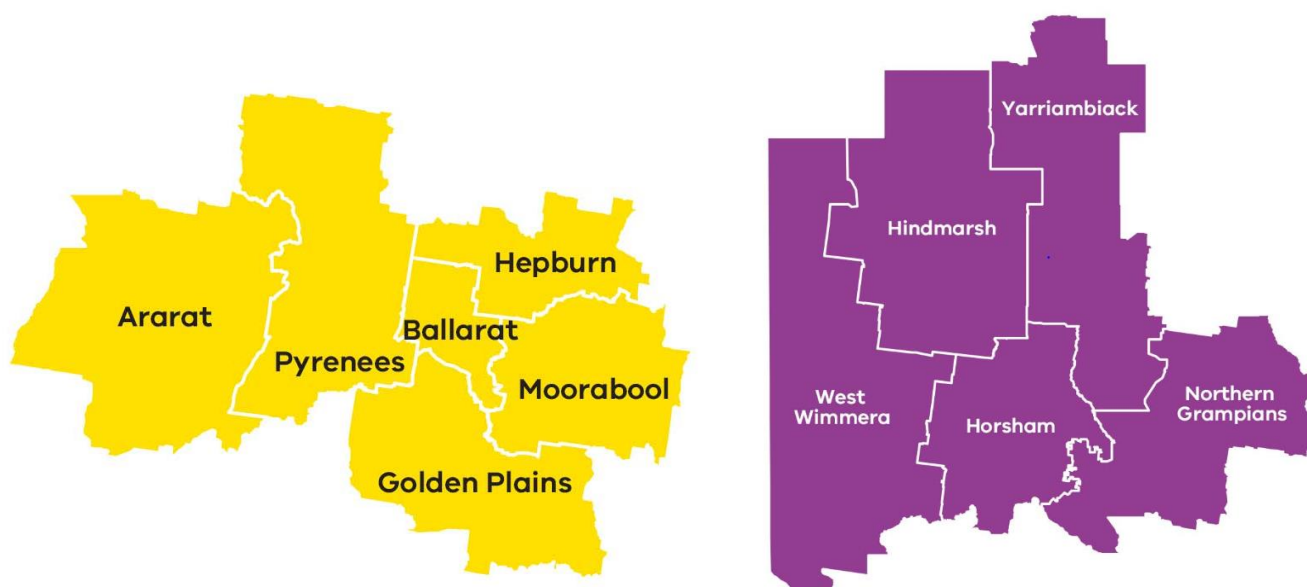 Hepburn
Ararat
Ballarat
Pyrenees
Moorabool
Golden Plains
Yarriambiack
Hindmarsh
West
Wimmera
Horsham
Northern
Grampians